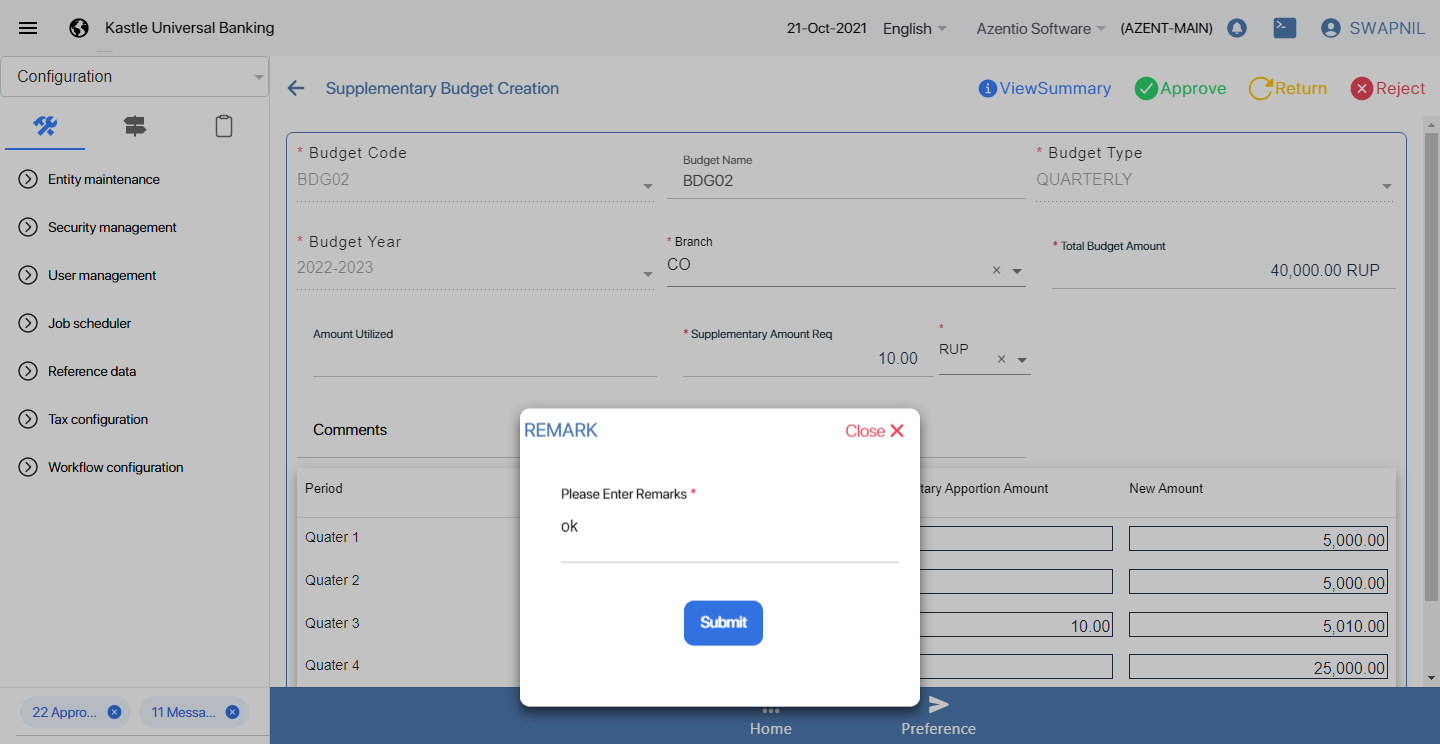 Kastle Universal Banking
21-Oct-2021
English
Azentio Software
(AZENT-MAIN)
SWAPNIL
Configuration
Supplementary Budget Creation
ViewSummary
Approve
Return
Reject
Entity maintenance
Security management
User management
Job scheduler
Reference data
Tax configuration
Workflow configuration
22 Appro...
11 Messa...
* Budget Code
BDG02
Budget Name
BDG02
* Budget Type
QUARTERLY
* Budget Year
2022-2023
* Branch
CO
* Total Budget Amount
40,000.00 RUP
Amount Utilized
* Supplementary Amount Req
10.00
*
RUP
Comments
Period
tary Apportion Amount
New Amount
Quater 1
5,000.00
Quater 2
5,000.00
Quater 3
10.00
5,010.00
Quater 4
25,000.00
REMARK
Close
Please Enter Remarks *
ok
Submit
Home
Preference